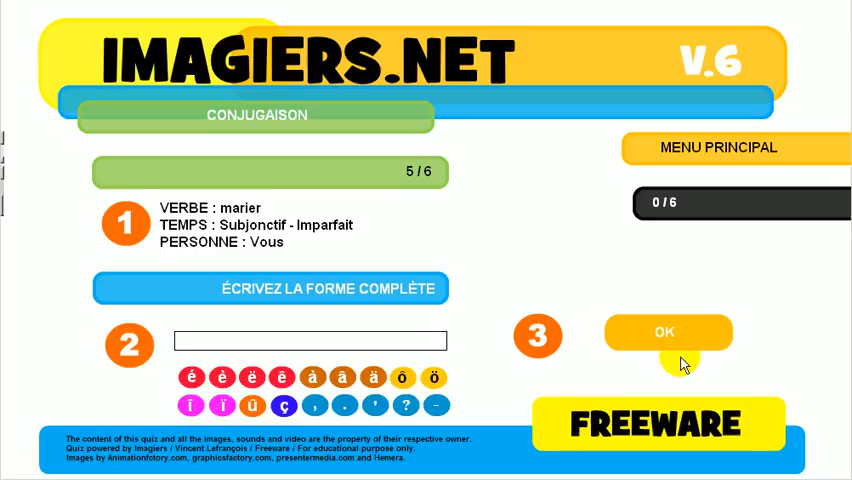 IMAGIERS.NET
V.6
CONJUGAISON
MENU PRINCIPAL
5 / 6
0 / 6
1
VERBE : marier
TEMPS : Subjonctif - Imparfait
PERSONNE : Vous
ÉCRIVEZ LA FORME COMPLÈTE
2
3
OK
é è ë ê à â ä ô ö
î ï û ç , . ' ? -
FREEWARE
The content of this quiz and all the images, sounds and video are the property of their respective owner.
Quiz powered by Imagiers / Vincent Lefrançois / Freeware / For educational purpose only.
Images by Animationfctory.com, graphicsfactory.com, presentermedia.com and Hemera.